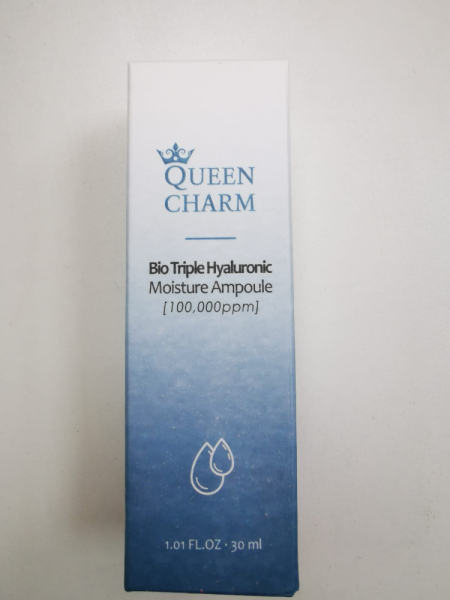 QUEEN
CHARM
Bio Triple Hyaluronic
Moisture Ampoule
[100,000ppm]
1.01 FL.OZ · 30 ml